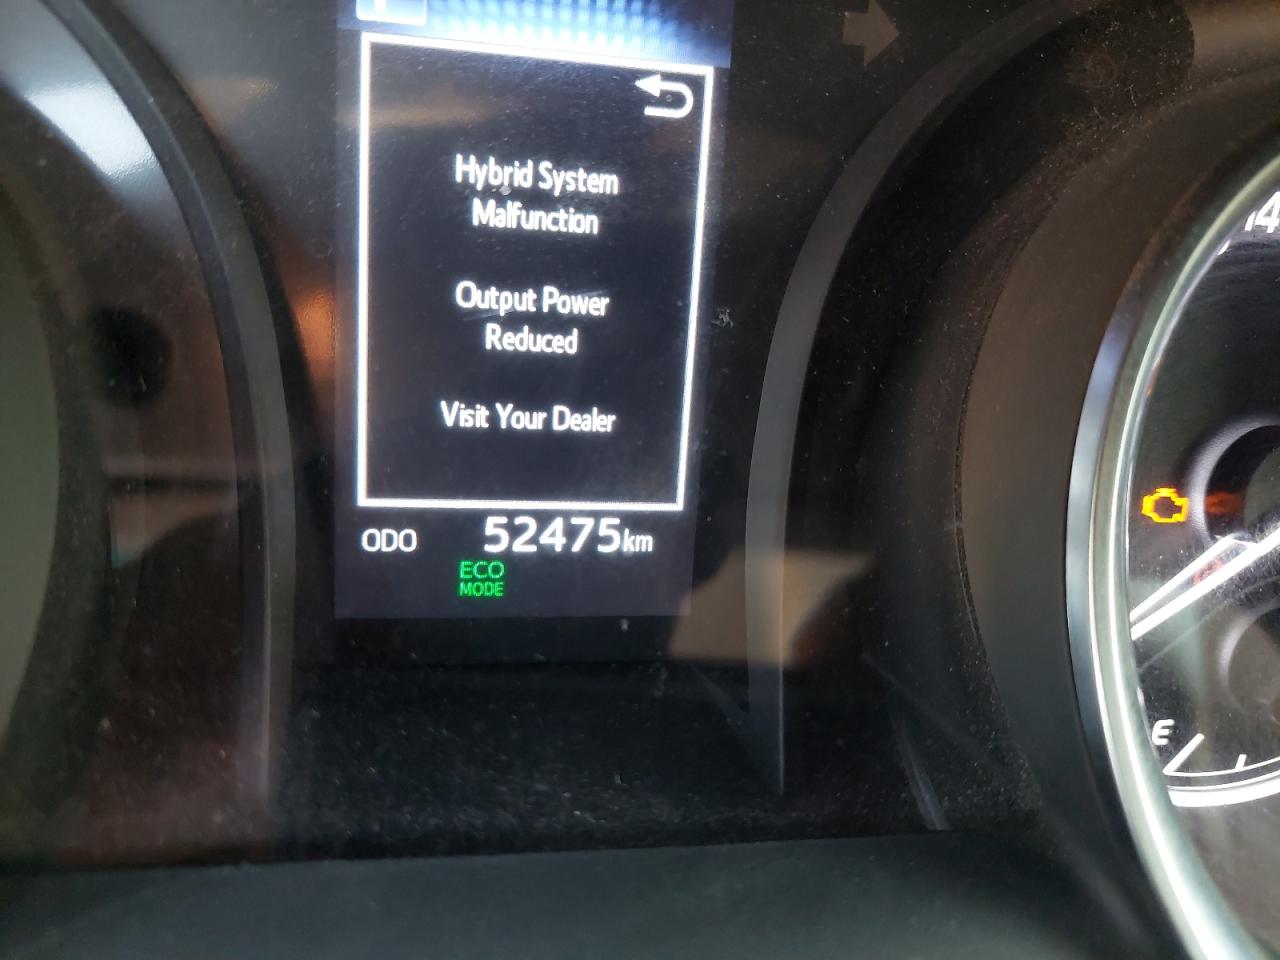 Hybrid System
Malfunction
Output Power
Reduced
Visit Your Dealer
ODO 52475km
ECO
MODE
E